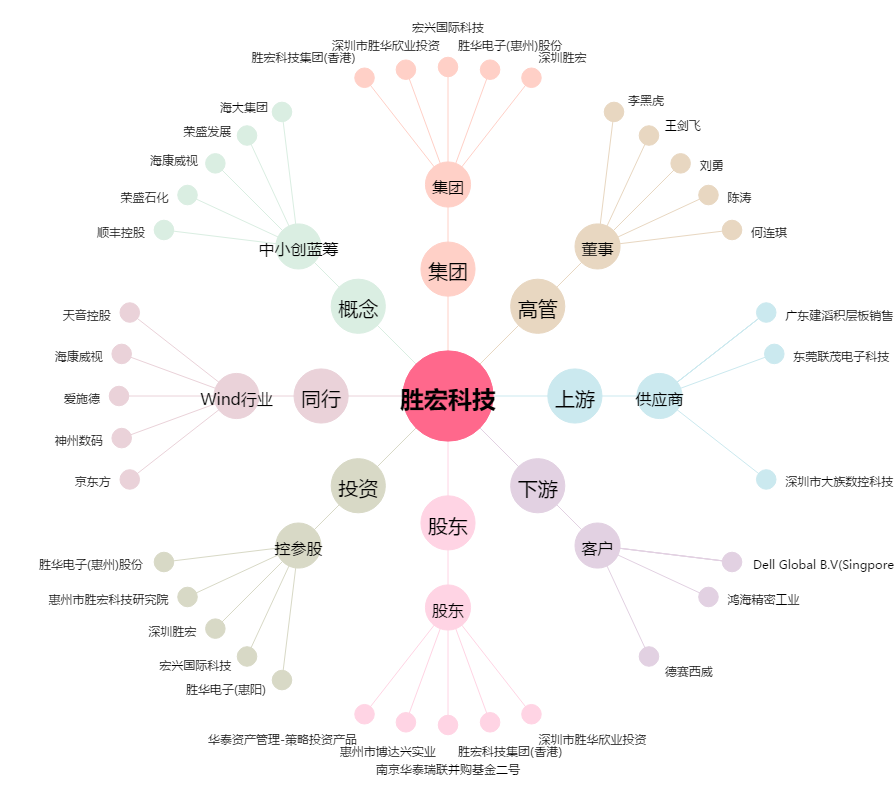 宏兴国际科技
深圳市胜华欣业投资
胜华电子(惠州)股份
胜宏科技集团(香港)
深圳胜宏
集团
集团
海大集团
荣盛发展
海康威视
荣盛石化
顺丰控股
中小创蓝筹
概念
李黑虎
王剑飞
刘勇
陈涛
何连琪
董事
高管
天音控股
海康威视
爱施德
神州数码
京东方
Wind行业
同行
胜宏科技
上游
供应商
广东建滔积层板销售
东莞联茂电子科技
深圳市大族数控科技
投资
控参股
胜华电子(惠州)股份
惠州市胜宏科技研究院
深圳胜宏
宏兴国际科技
胜华电子(惠阳)
下游
客户
Dell Global B.V(Singpore
鸿海精密工业
德赛西威
股东
股东
华泰资产管理-策略投资产品
惠州市博达兴实业
南京华泰瑞联并购基金二号
胜宏科技集团(香港)
深圳市胜华欣业投资